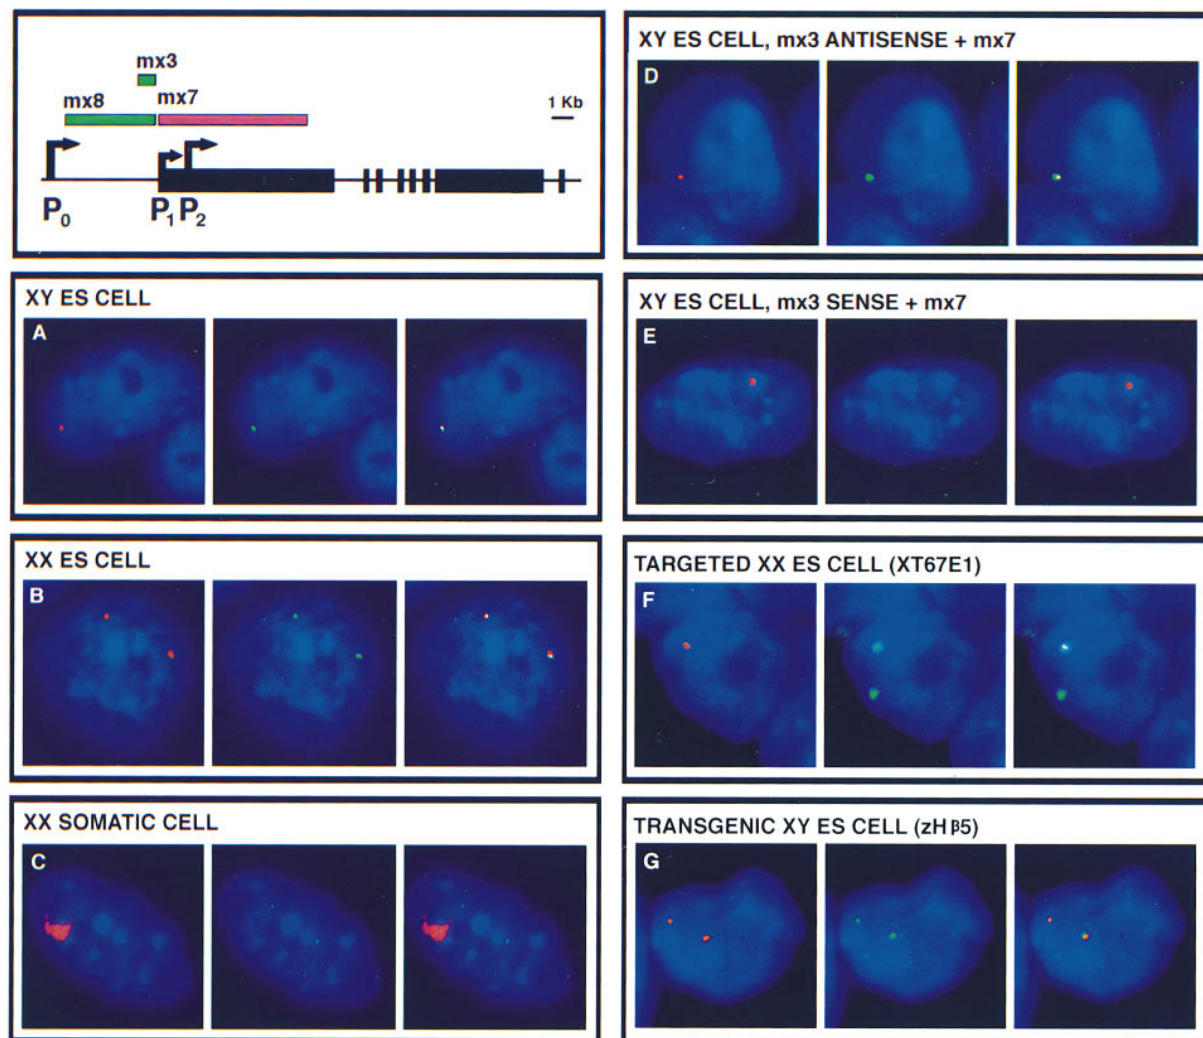 mx3
mx8
mx7
1 Kb
P0
P1
P2
XY ES CELL
A
XX ES CELL
B
XX SOMATIC CELL
C
XY ES CELL, mx3 ANTISENSE + mx7
D
XY ES CELL, mx3 SENSE + mx7
E
TARGETED XX ES CELL (XT67E1)
F
TRANSGENIC XY ES CELL (zHβ5)
G